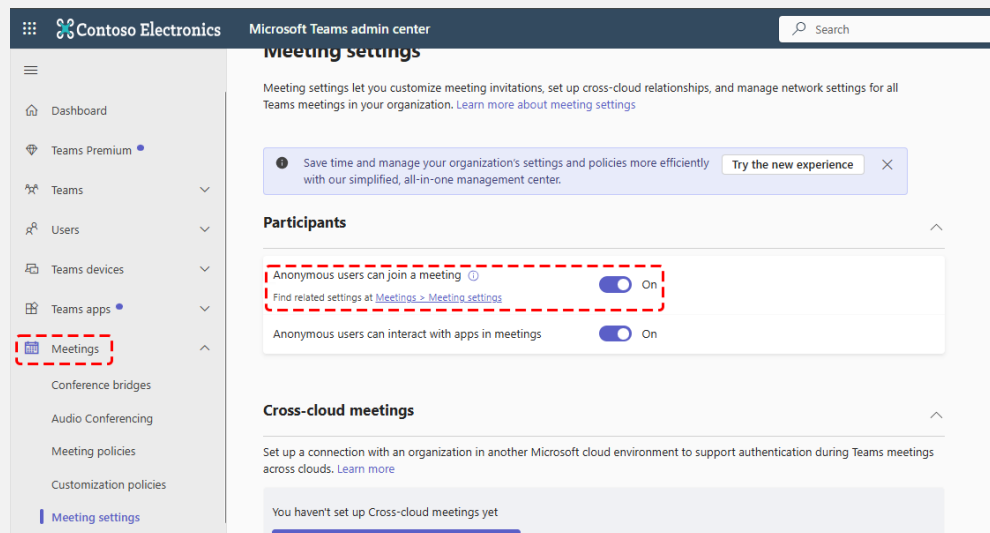 Contoso Electronics
Microsoft Teams admin center
Search
Meeting settings
Meeting settings let you customize meeting invitations, set up cross-cloud relationships, and manage network settings for all
Teams meetings in your organization. Learn more about meeting settings
Dashboard
Teams Premium
Teams
Users
Teams devices
Teams apps
Meetings
Conference bridges
Audio Conferencing
Meeting policies
Customization policies
Meeting settings
Save time and manage your organization's settings and policies more efficiently
with our simplified, all-in-one management center.
Try the new experience
Participants
Anonymous users can join a meeting
On
Find related settings at Meetings > Meeting settings
Anonymous users can interact with apps in meetings
On
Cross-cloud meetings
Set up a connection with an organization in another Microsoft cloud environment to support authentication during Teams meetings
across clouds. Learn more
You haven't set up Cross-cloud meetings yet